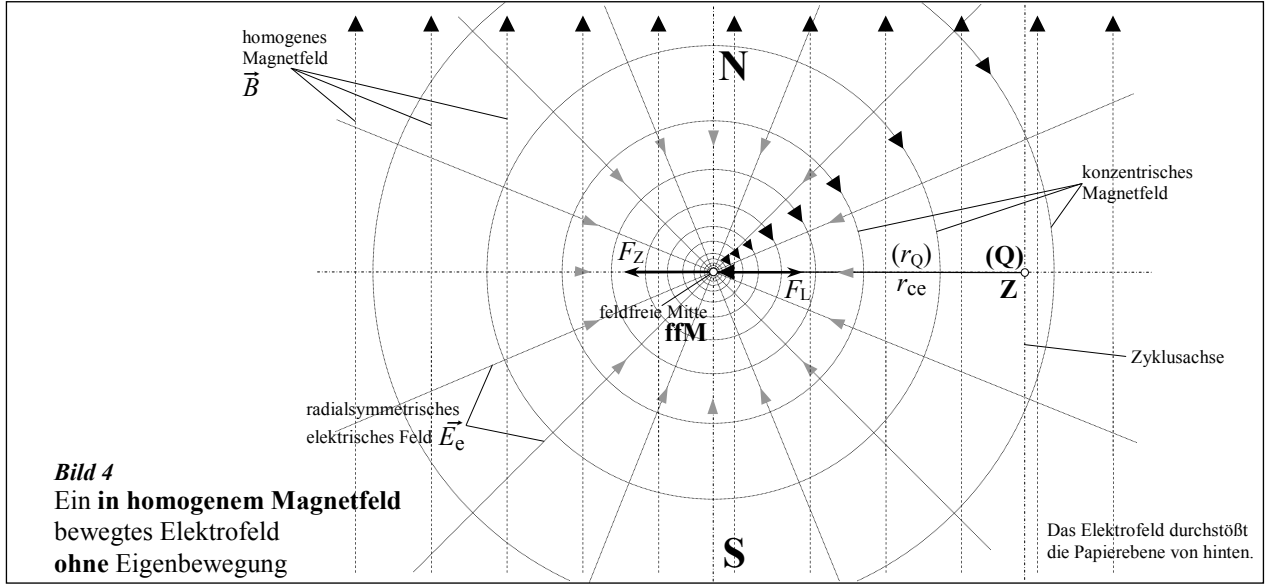 homogenes
Magnetfeld
B
N
konzentrisches
Magnetfeld
F_Z
(r_Q)
(Q)
F_L
r_ce
Z
feldfreie Mitte
ffM
Zyklusachse
radialsymmetrisches
elektrisches Feld E_e
Bild 4
Ein in homogenem Magnetfeld
bewegtes Elektrofeld
ohne Eigenbewegung
S
Das Elektrofeld durchstößt
die Papierebene von hinten.